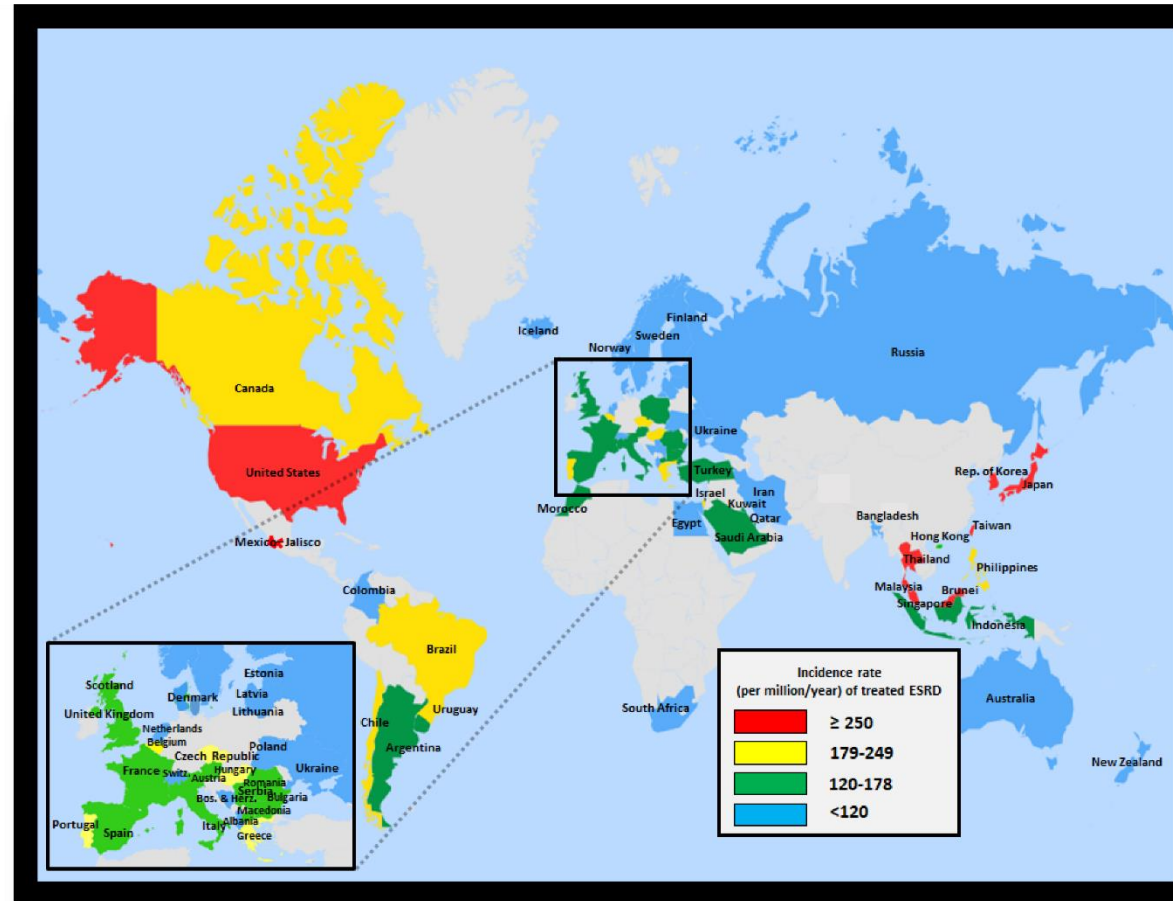 Iceland
Finland
Sweden
Norway
Russia
Canada
Ukraine
United States
Turkey
Rep. of Korea
Japan
Israel
Iran
Kuwait
Morocco
Bangladesh
Qatar
Egypt
Taiwan
Hong Kong
Saudi Arabia
Mexico: Jalisco
Thailand
Philippines
Colombia
Malaysia
Brunei
Singapore
Indonesia
Brazil
South Africa
Australia
Uruguay
Chile
Argentina
New Zealand
Estonia
Scotland
Latvia
Denmark
Lithuania
United Kingdom
Netherlands
Belgium
Poland
Czech Republic
Ukraine
France
Switz.
Hungary
Austria
Romania
Serbia
Bos. & Herz.
Bulgaria
Macedonia
Portugal
Albania
Spain
Italy
Greece
Incidence rate
(per million/year) of treated ESRD
≥ 250
179-249
120-178
<120